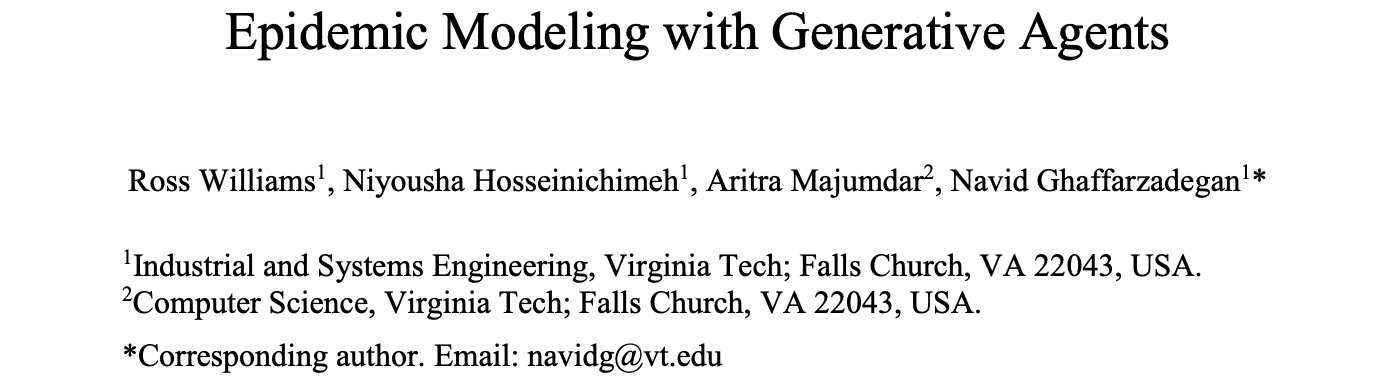 Epidemic Modeling with Generative Agents
Ross Williams¹, Niyousha Hosseinichimeh¹, Aritra Majumdar², Navid Ghaffarzadegan¹*
¹Industrial and Systems Engineering, Virginia Tech; Falls Church, VA 22043, USA.
²Computer Science, Virginia Tech; Falls Church, VA 22043, USA.
*Corresponding author. Email: navidg@vt.edu